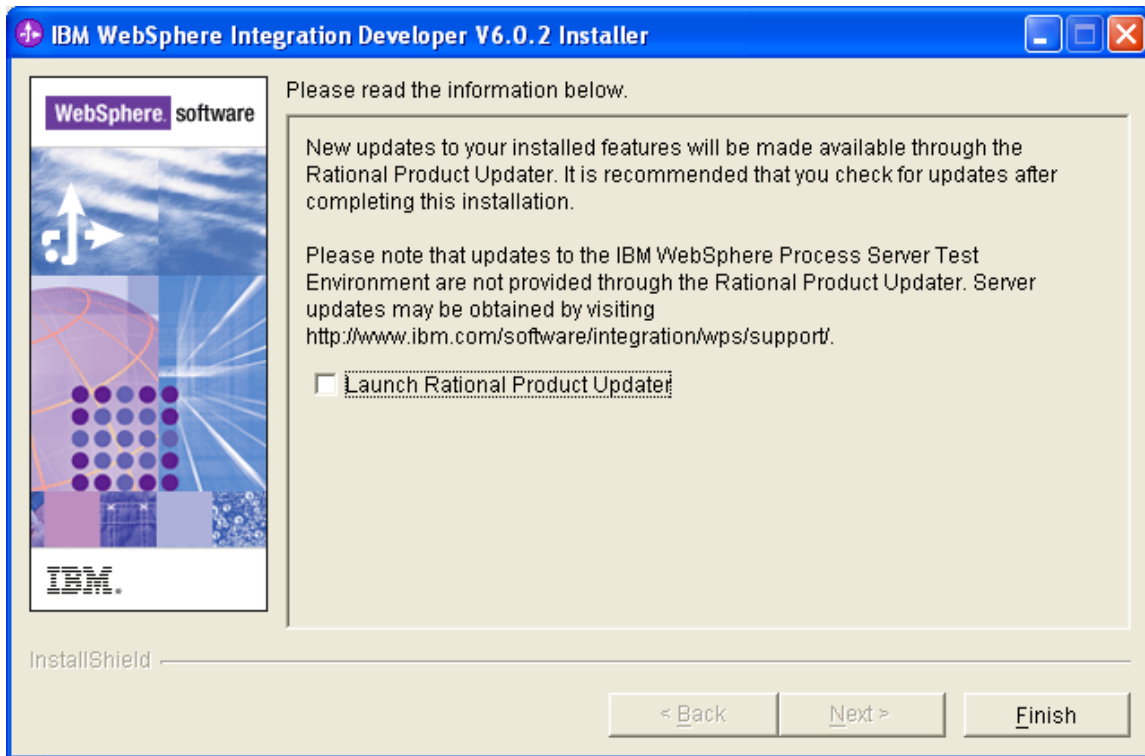 IBM WebSphere Integration Developer V6.0.2 Installer
WebSphere. software
Please read the information below.
New updates to your installed features will be made available through the
Rational Product Updater. It is recommended that you check for updates after
completing this installation.
Please note that updates to the IBM WebSphere Process Server Test
Environment are not provided through the Rational Product Updater. Server
updates may be obtained by visiting
http://www.ibm.com/software/integration/wps/support/.
Launch Rational Product Updater
IBM.
InstallShield
< Back
Next >
Finish